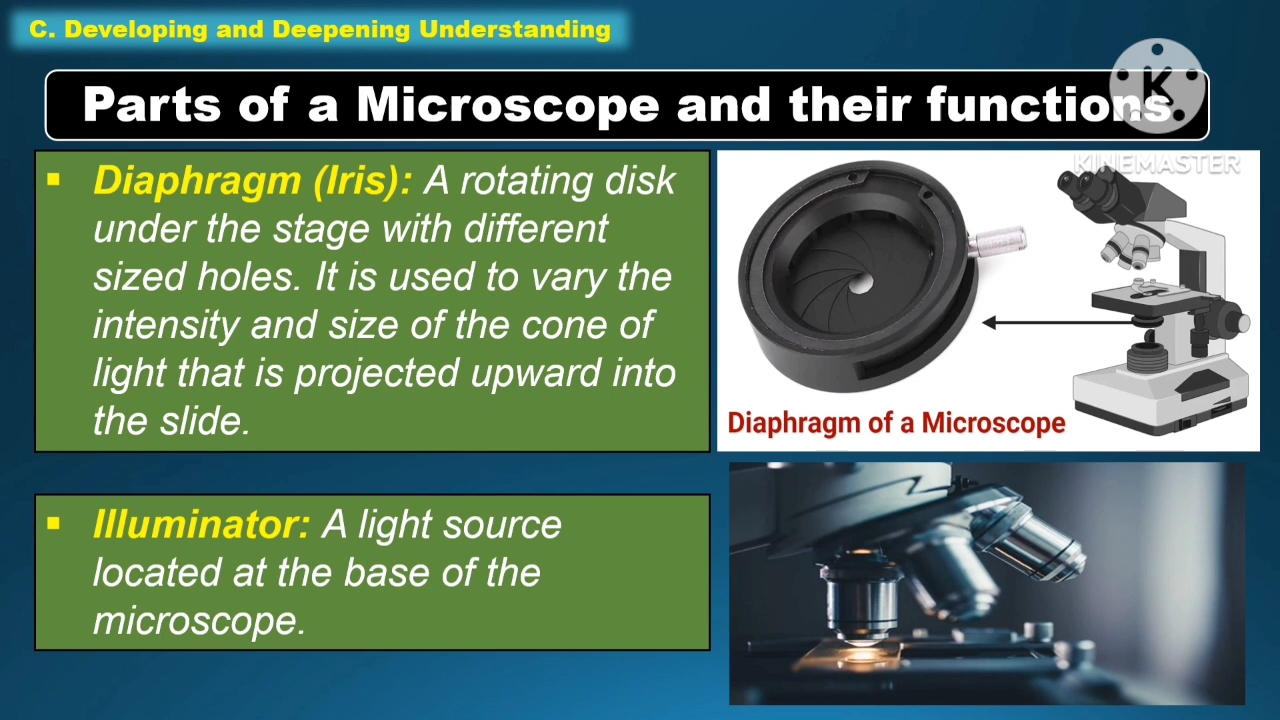 C. Developing and Deepening Understanding
Parts of a Microscope and their functions
K
KINEMASTER
▪ Diaphragm (Iris): A rotating disk
under the stage with different
sized holes. It is used to vary the
intensity and size of the cone of
light that is projected upward into
the slide.
Diaphragm of a Microscope
▪ Illuminator: A light source
located at the base of the
microscope.